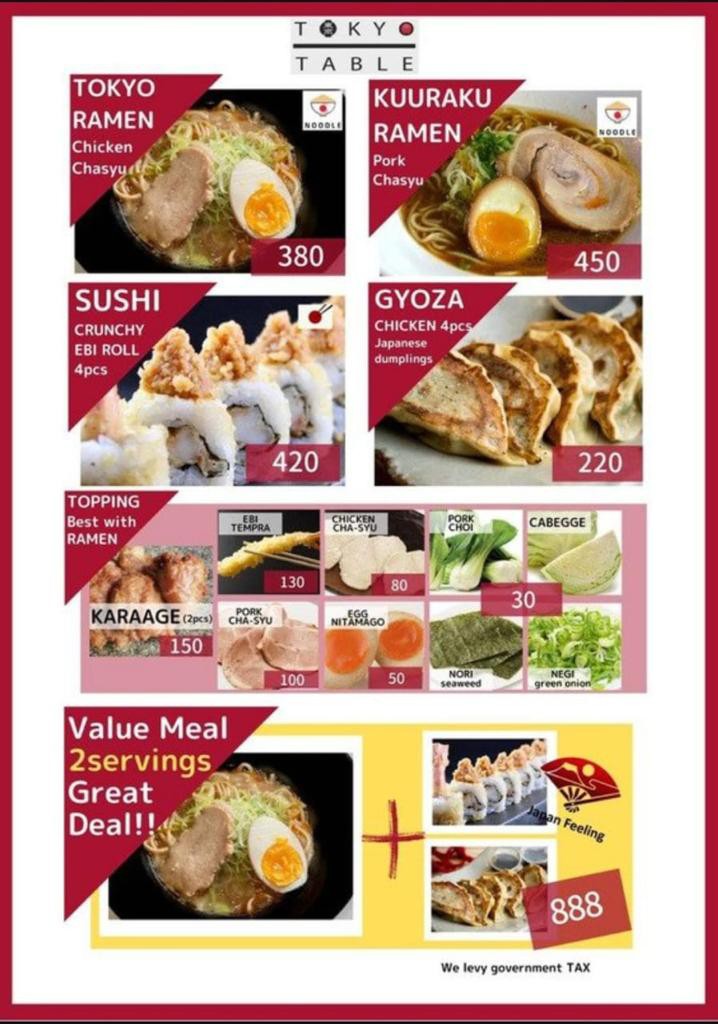 TOKYO
TABLE
TOKYO
RAMEN
Chicken
Chasyu
NOODLE
380
KUURAKU
RAMEN
Pork
Chasyu
NOODLE
450
SUSHI
CRUNCHY
EBI ROLL
4pcs
420
GYOZA
CHICKEN 4pcs
Japanese
dumplings
220
TOPPING
Best with
RAMEN
KARAAGE (2pcs)
150
EBI
TEMPRA
130
CHICKEN
CHA-SYU
80
PORK
CHOI
CABEGGE
30
PORK
CHA-SYU
100
EGG
NITAMAGO
50
NORI
seaweed
NEGI
green onion
Value Meal
2servings
Great
Deal!!
Japan Feeling
888
We levy government TAX